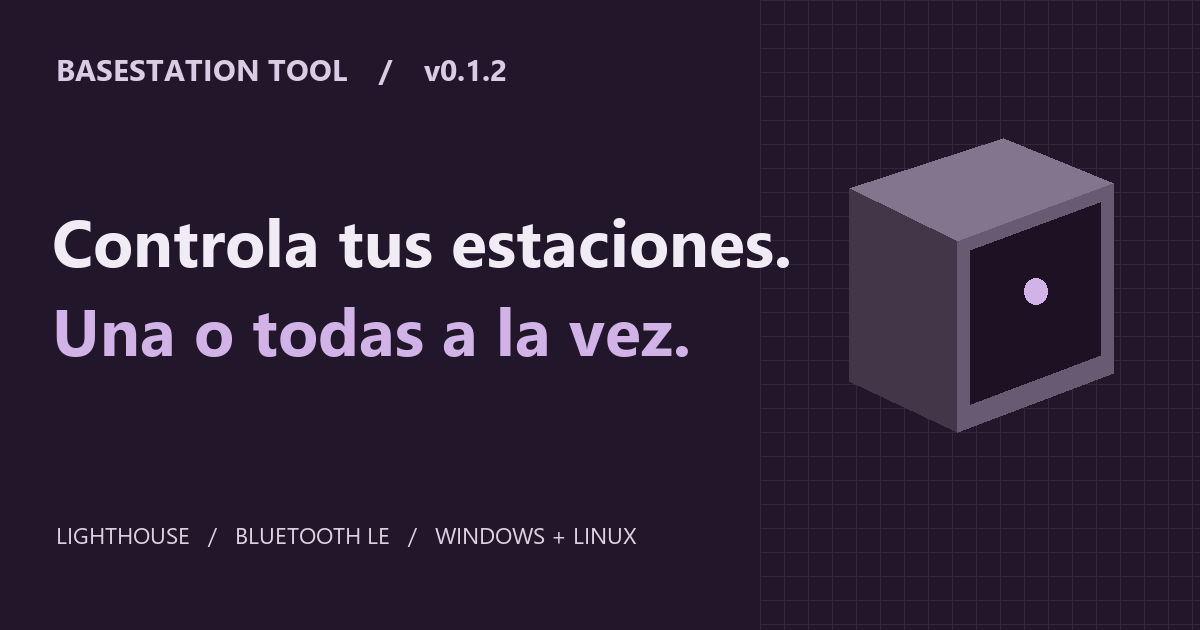 BASESTATION TOOL / v0.1.2
Controla tus estaciones.
Una o todas a la vez.
LIGHTHOUSE / BLUETOOTH LE / WINDOWS + LINUX